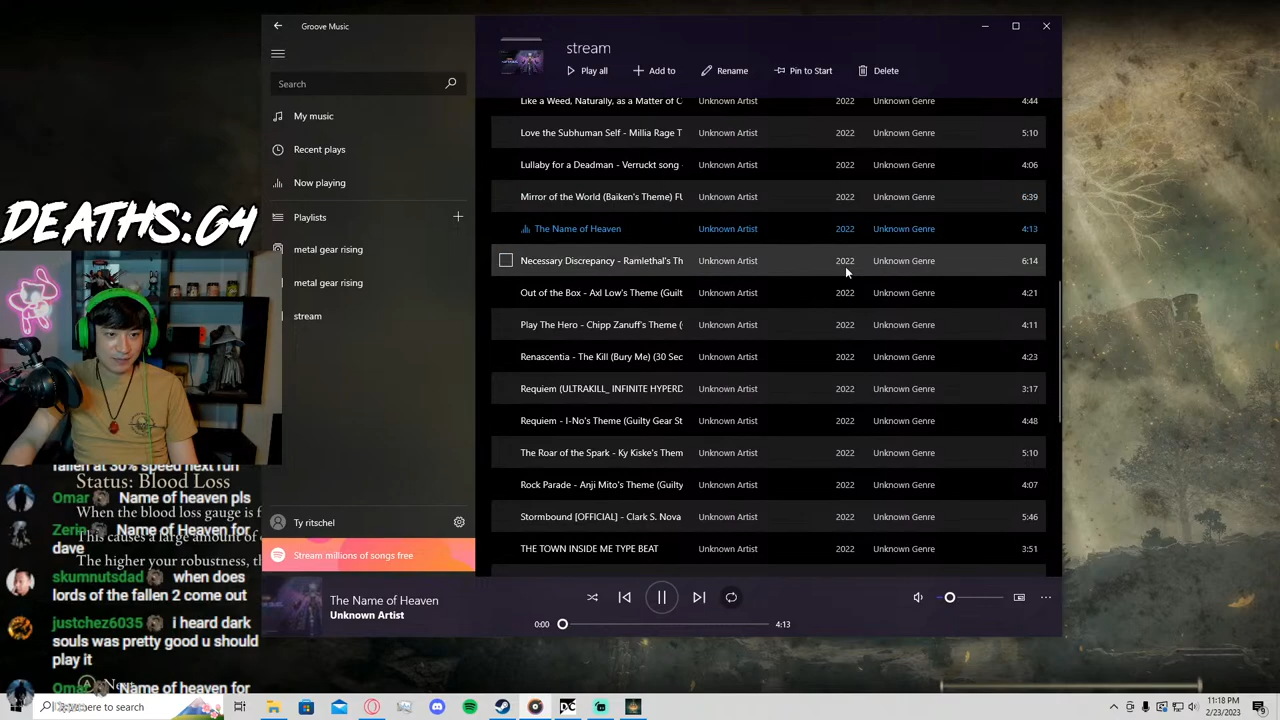 Groove Music
Search
My music
Recent plays
Now playing
Playlists
metal gear rising
metal gear rising
stream
Ty ritschel
Stream millions of songs free
stream
Play all
Add to
Rename
Pin to Start
Delete
Like a Weed, Naturally, as a Matter of C Unknown Artist 2022 Unknown Genre 4:44
Love the Subhuman Self - Millia Rage T Unknown Artist 2022 Unknown Genre 5:10
Lullaby for a Deadman - Verruckt song Unknown Artist 2022 Unknown Genre 4:06
Mirror of the World (Baiken's Theme) FU Unknown Artist 2022 Unknown Genre 6:39
The Name of Heaven Unknown Artist 2022 Unknown Genre 4:13
Necessary Discrepancy - Ramlethal's Th Unknown Artist 2022 Unknown Genre 6:14
Out of the Box - Axl Low's Theme (Guilt Unknown Artist 2022 Unknown Genre 4:21
Play The Hero - Chipp Zanuff's Theme ( Unknown Artist 2022 Unknown Genre 4:11
Renascentia - The Kill (Bury Me) (30 Sec Unknown Artist 2022 Unknown Genre 4:23
Requiem (ULTRAKILL_ INFINITE HYPERD Unknown Artist 2022 Unknown Genre 3:17
Requiem - I-No's Theme (Guilty Gear St Unknown Artist 2022 Unknown Genre 4:48
The Roar of the Spark - Ky Kiske's Them Unknown Artist 2022 Unknown Genre 5:10
Rock Parade - Anji Mito's Theme (Guilty Unknown Artist 2022 Unknown Genre 4:07
Stormbound [OFFICIAL] - Clark S. Nowa Unknown Artist 2022 Unknown Genre 5:46
THE TOWN INSIDE ME TYPE BEAT Unknown Artist 2022 Unknown Genre 3:51
The Name of Heaven
Unknown Artist
0:00
4:13
DEATHS:64
fallen at 30% speed next run
Status: Blood Loss
Omar Name of heaven pls
When the blood loss gauge is f
Zerin Name of Heaven for
dave
This causes a large amount of
The higher your robustness, th
skumnutsdad when does
lords of the fallen 2 come out
justchez6035 i heard dark
souls was pretty good u should
play it
Next
Omar Name of Heaven for
Type here to search
11:18 PM
2/23/2023